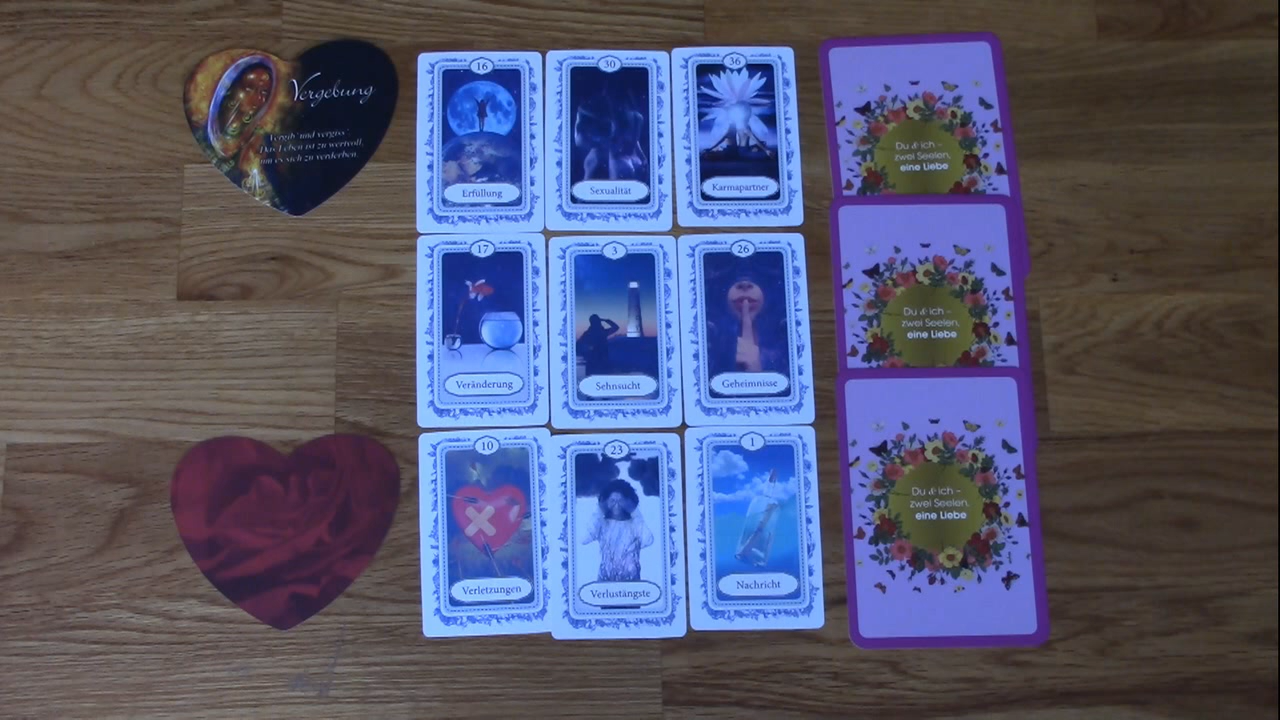 Vergebung
Vergib' und vergiss'.
Das Leben ist zu wertvoll,
um es sich zu verderben.
16
Erfüllung
30
Sexualität
36
Karmapartner
17
Veränderung
3
Sehnsucht
26
Geheimnisse
10
Verletzungen
23
Verlustängste
1
Nachricht
Du & ich –
zwei Seelen,
eine Liebe
Du & ich –
zwei Seelen,
eine Liebe
Du & ich –
zwei Seelen,
eine Liebe